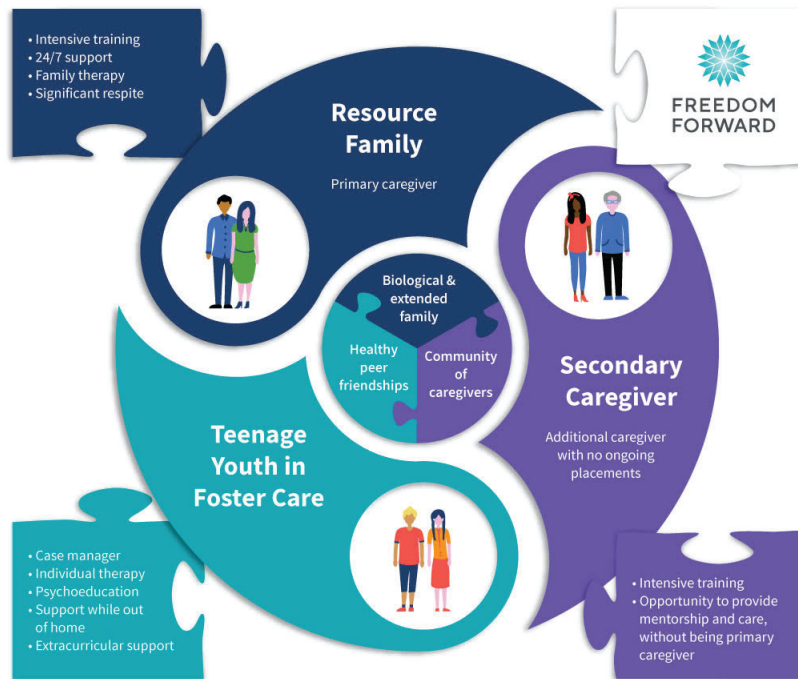 • Intensive training
• 24/7 support
• Family therapy
• Significant respite
FREEDOM
FORWARD
Resource
Family
Primary caregiver
Biological &
extended
family
Healthy
peer
friendships
Community
of
caregivers
Secondary
Caregiver
Additional caregiver
with no ongoing
placements
Teenage
Youth in
Foster Care
• Case manager
• Individual therapy
• Psychoeducation
• Support while out
of home
• Extracurricular support
• Intensive training
• Opportunity to provide
mentorship and care,
without being primary
caregiver